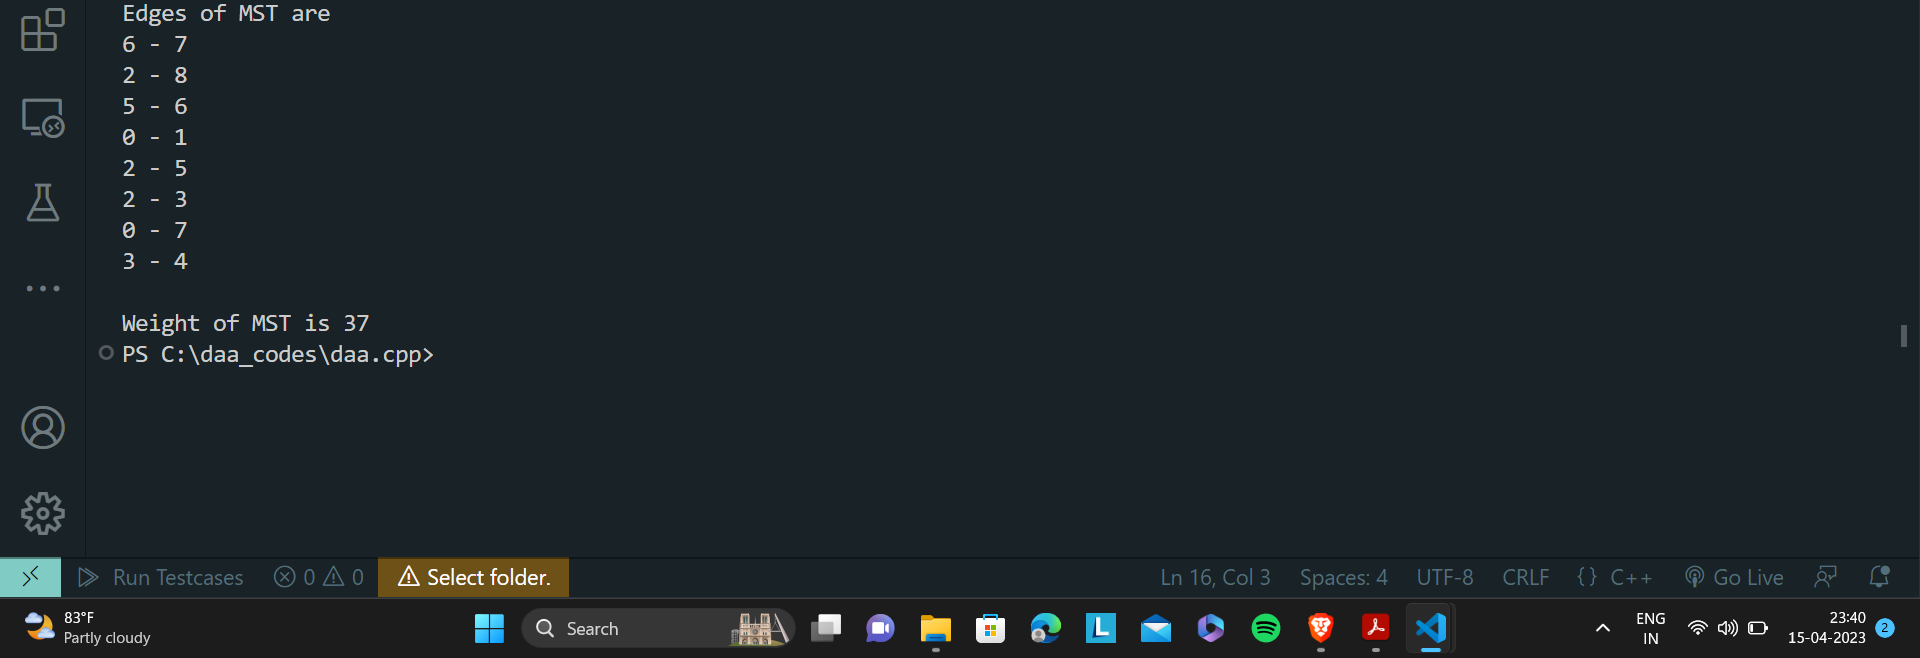 Edges of MST are
6 - 7
2 - 8
5 - 6
0 - 1
2 - 5
2 - 3
0 - 7
3 - 4
Weight of MST is 37
PS C:\daa_codes\daa.cpp>
Run Testcases 0 0 Select folder. Ln 16, Col 3 Spaces: 4 UTF-8 CRLF {} C++ Go Live
83°F
Partly cloudy
Search
L
ENG
IN
23:40
15-04-2023
2